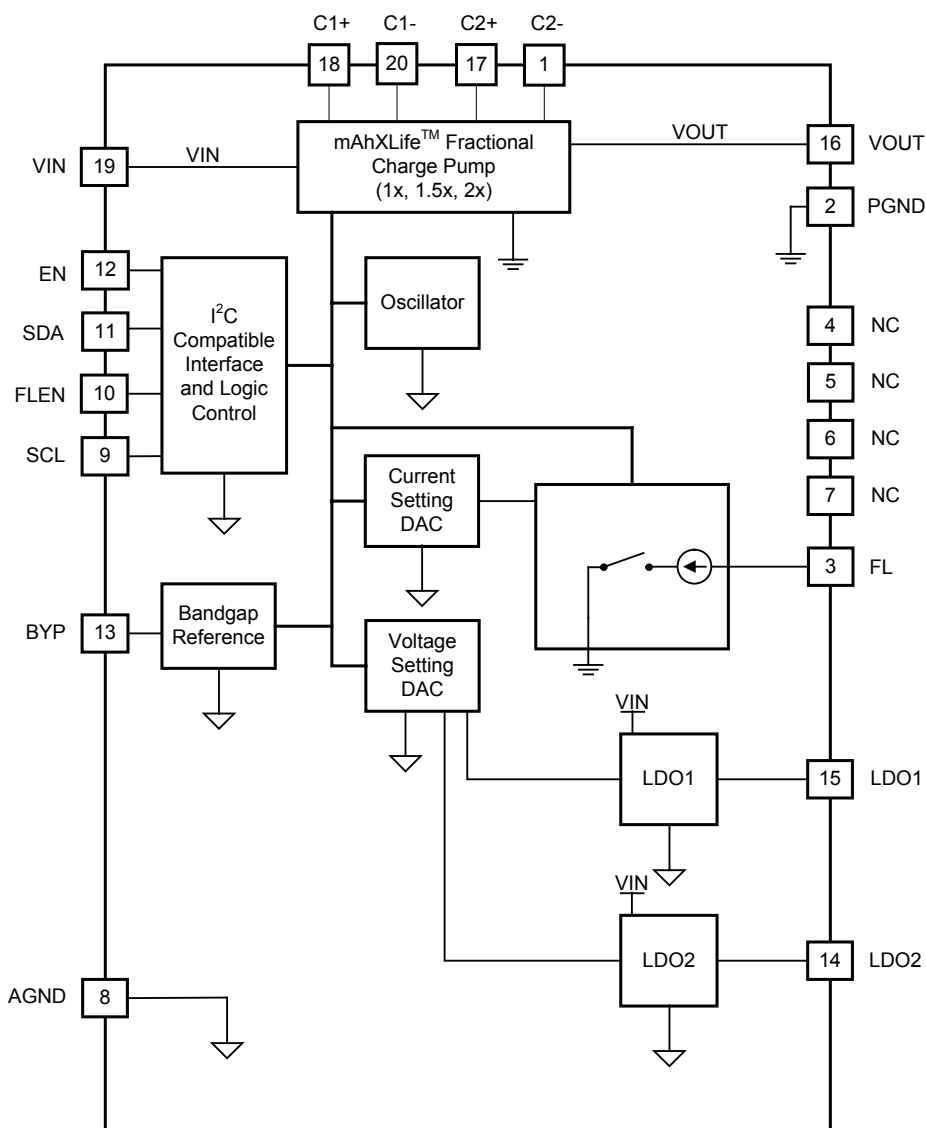 C1+ C1- C2+ C2-
18 20 17 1
mAhXLife™ Fractional
Charge Pump
(1x, 1.5x, 2x)
VIN 19 VIN
VOUT 16 VOUT
2 PGND
EN 12
SDA 11
FLEN 10
SCL 9
I²C
Compatible
Interface
and Logic
Control
Oscillator
4 NC
5 NC
6 NC
7 NC
Current
Setting
DAC
3 FL
BYP 13
Bandgap
Reference
Voltage
Setting
DAC
VIN
LDO1
15 LDO1
VIN
LDO2
14 LDO2
AGND 8